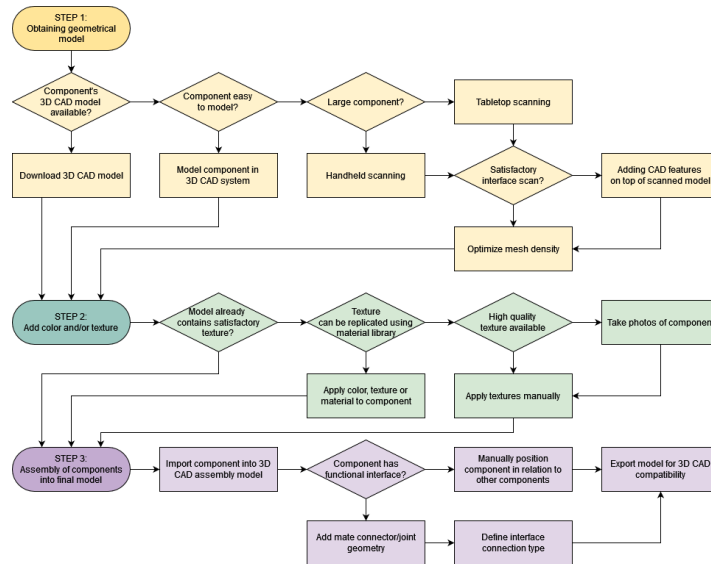 STEP 1:
Obtaining geometrical
model
Component's
3D CAD model
available?
Component easy
to model?
Large component?
Tabletop scanning
Download 3D CAD model
Model component in
3D CAD system
Handheld scanning
Satisfactory
interface scan?
Adding CAD features
on top of scanned model
Optimize mesh density
STEP 2:
Add color and/or texture
Model already
contains satisfactory
texture?
Texture
can be replicated using
material library
High quality
texture available
Take photos of component
Apply color, texture or
material to component
Apply textures manually
STEP 3:
Assembly of components
into final model
Import component into 3D
CAD assembly model
Component has
functional interface?
Manually position
component in relation to
other components
Export model for 3D CAD
compatibility
Add mate connector/joint
geometry
Define interface
connection type